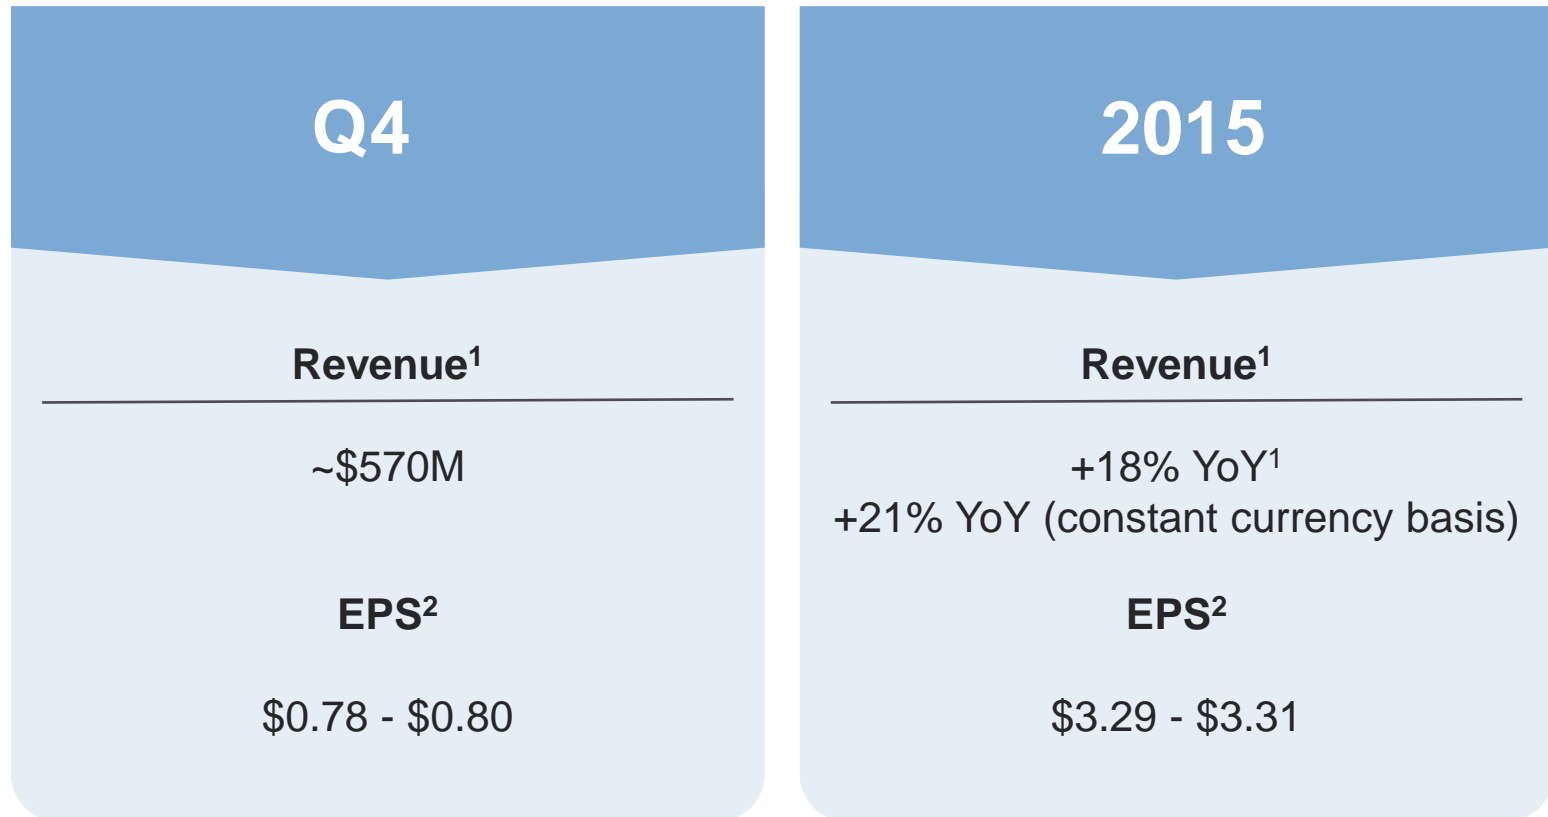 Q4
Revenue¹
~$570M
EPS²
$0.78 - $0.80
2015
Revenue¹
+18% YoY¹
+21% YoY (constant currency basis)
EPS²
$3.29 - $3.31